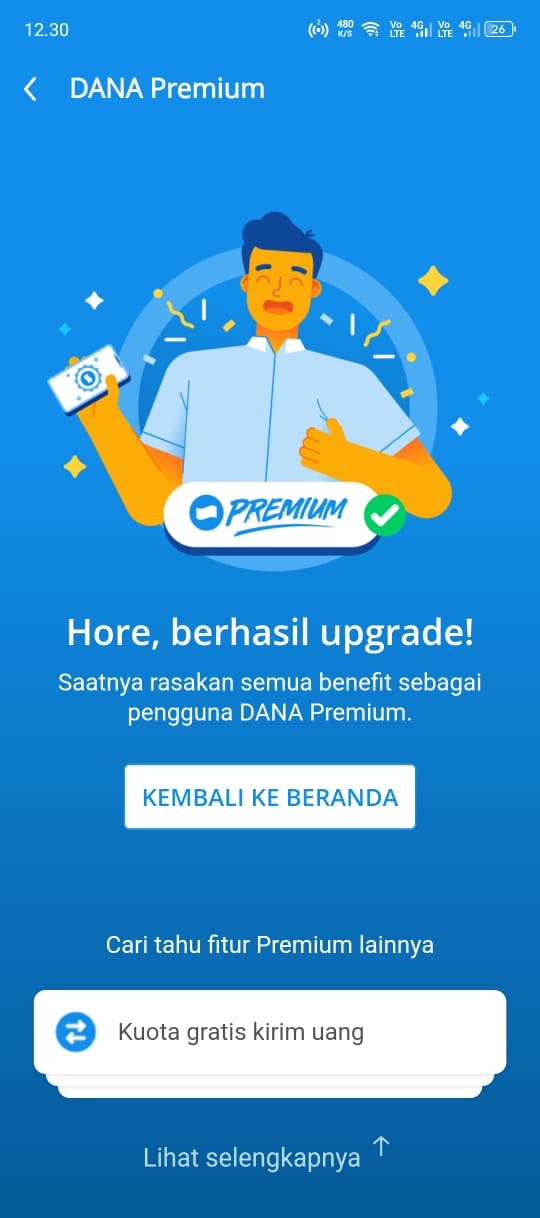 12.30
2
480 K/S
Vo LTE 4G
Vo LTE 4G
26
DANA Premium
PREMIUM
Hore, berhasil upgrade!
Saatnya rasakan semua benefit sebagai
pengguna DANA Premium.
KEMBALI KE BERANDA
Cari tahu fitur Premium lainnya
Kuota gratis kirim uang
Lihat selengkapnya